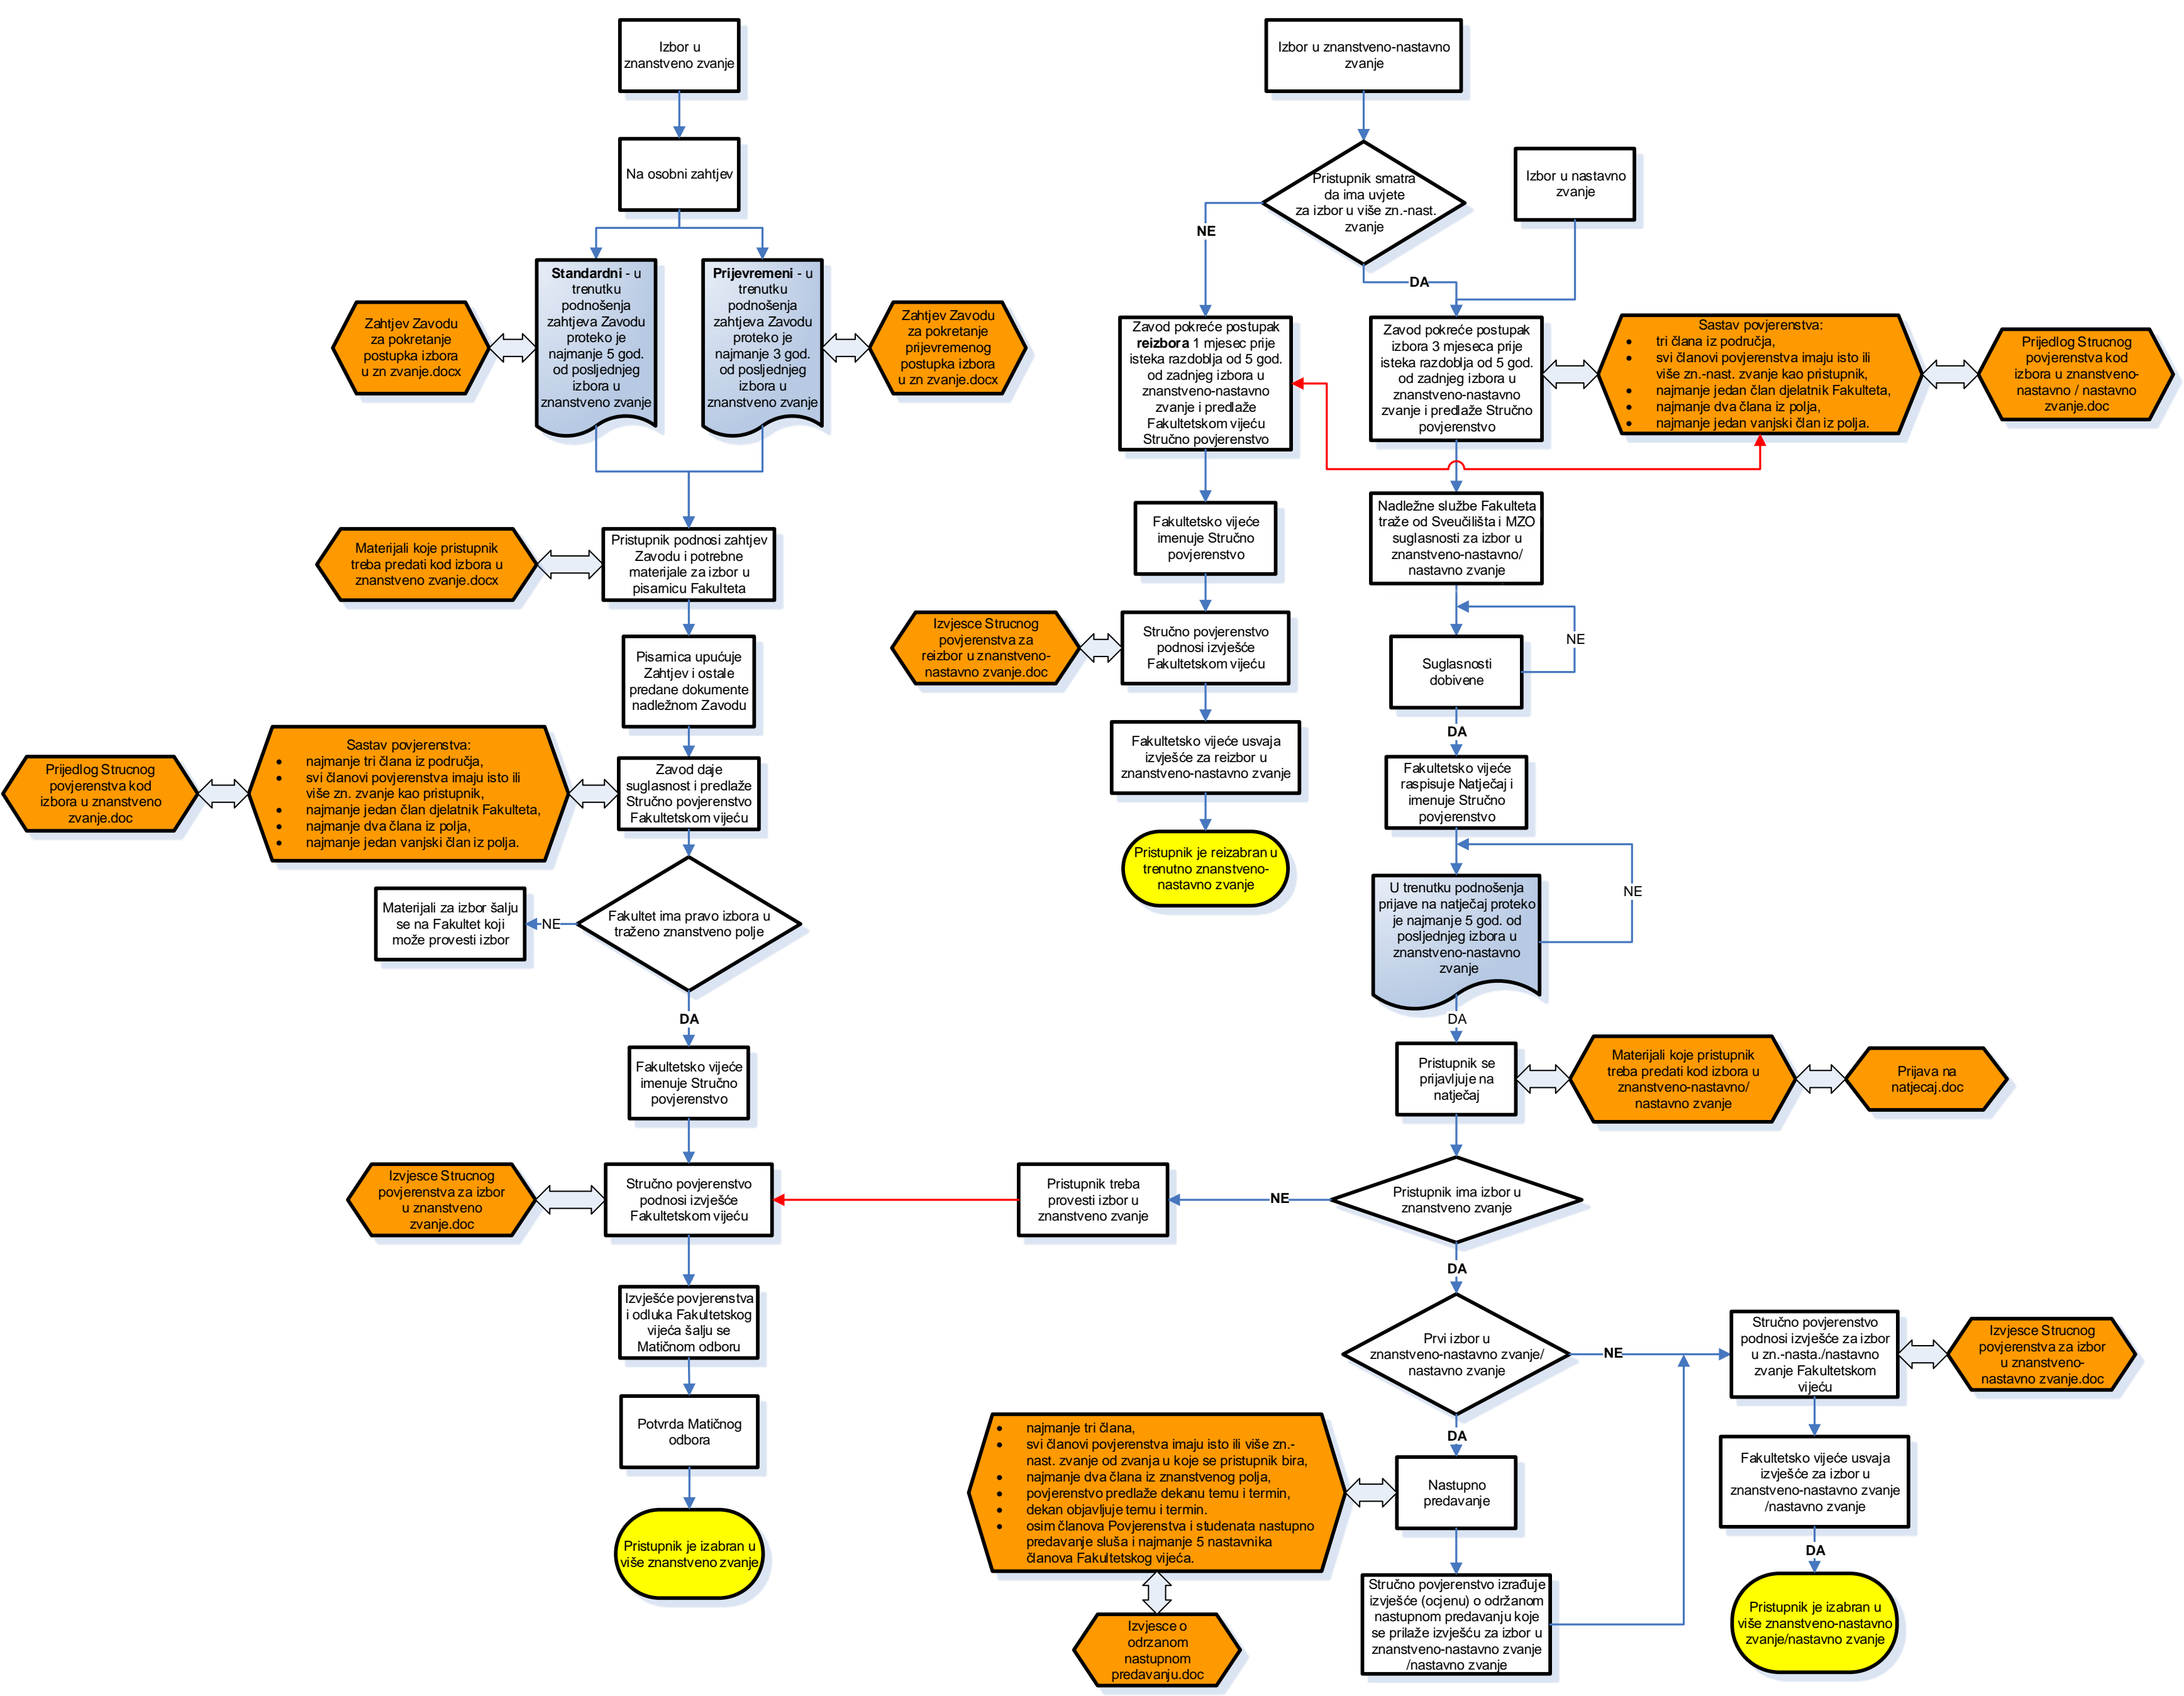 Izbor u
znanstveno zvanje
Na osobni zahtjev
Standardni - u
trenutku
podnošenja
zahtjeva Zavodu
proteko je
najmanje 5 god.
od posljednjeg
izbora u
znanstveno zvanje
Prijevremeni - u
trenutku
podnošenja
zahtjeva Zavodu
proteko je
najmanje 3 god.
od posljednjeg
izbora u
znanstveno zvanje
Zahtjev Zavodu
za pokretanje
postupka izbora
u zn zvanje.docx
Zahtjev Zavodu
za pokretanje
prijevremenog
postupka izbora
u zn zvanje.docx
Materijali koje pristupnik
treba predati kod izbora u
znanstveno zvanje.docx
Pristupnik podnosi zahtjev
Zavodu i potrebne
materijale za izbor u
pisarnicu Fakulteta
Pisarnica upućuje
Zahtjev i ostale
predane dokumente
nadležnom Zavodu
Prijedlog Strucnog
povjerenstva kod
izbora u znanstveno
zvanje.doc
Sastav povjerenstva:
• najmanje tri člana iz područja,
• svi članovi povjerenstva imaju isto ili
više zn. zvanje kao pristupnik,
• najmanje jedan član djelatnik Fakulteta,
• najmanje dva člana iz polja,
• najmanje jedan vanjski član iz polja.
Zavod daje
suglasnost i predlaže
Stručno povjerenstvo
Fakultetskom vijeću
Fakultet ima pravo izbora u
traženo znanstveno polje
NE
Materijali za izbor šalju
se na Fakultet koji
može provesti izbor
DA
Fakultetsko vijeće
imenuje Stručno
povjerenstvo
Izvjesce Strucnog
povjerenstva za izbor
u znanstveno
zvanje.doc
Stručno povjerenstvo
podnosi izvješće
Fakultetskom vijeću
Izvješće povjerenstva
i odluka Fakultetskog
vijeća šalju se
Matičnom odboru
Potvrda Matičnog
odbora
Pristupnik je izabran u
više znanstveno zvanje
Izbor u znanstveno-nastavno
zvanje
Pristupnik smatra
da ima uvjete
za izbor u više zn.-nast.
zvanje
Izbor u nastavno
zvanje
NE
DA
Zavod pokreće postupak
reizbora 1 mjesec prije
isteka razdoblja od 5 god.
od zadnjeg izbora u
znanstveno-nastavno
zvanje i predlaže
Fakultetskom vijeću
Stručno povjerenstvo
Zavod pokreće postupak
izbora 3 mjeseca prije
isteka razdoblja od 5 god.
od zadnjeg izbora u
znanstveno-nastavno
zvanje i predlaže Stručno
povjerenstvo
Sastav povjerenstva:
• tri člana iz područja,
• svi članovi povjerenstva imaju isto ili
više zn.-nast. zvanje kao pristupnik,
• najmanje jedan član djelatnik Fakulteta,
• najmanje dva člana iz polja,
• najmanje jedan vanjski član iz polja.
Prijedlog Strucnog
povjerenstva kod
izbora u znanstveno-
nastavno / nastavno
zvanje.doc
Fakultetsko vijeće
imenuje Stručno
povjerenstvo
Izvjesce Strucnog
povjerenstva za
reizbor u znanstveno-
nastavno zvanje.doc
Stručno povjerenstvo
podnosi izvješće
Fakultetskom vijeću
Fakultetsko vijeće usvaja
izvješće za reizbor u
znanstveno-nastavno zvanje
Pristupnik je reizabran u
trenutno znanstveno-
nastavno zvanje
Nadležne službe Fakulteta
traže od Sveučilišta i MZO
suglasnosti za izbor u
znanstveno-nastavno/
nastavno zvanje
Suglasnosti
dobivene
NE
DA
Fakultetsko vijeće
raspisuje Natječaj i
imenuje Stručno
povjerenstvo
U trenutku podnošenja
prijave na natječaj proteko
je najmanje 5 god. od
posljednjeg izbora u
znanstveno-nastavno
zvanje
NE
DA
Pristupnik se
prijavljuje na
natječaj
Materijali koje pristupnik
treba predati kod izbora u
znanstveno-nastavno/
nastavno zvanje
Prijava na
natjecaj.doc
Pristupnik ima izbor u
znanstveno zvanje
NE
Pristupnik treba
provesti izbor u
znanstveno zvanje
DA
Prvi izbor u
znanstveno-nastavno zvanje/
nastavno zvanje
NE
DA
Stručno povjerenstvo
podnosi izvješće za izbor
u zn.-nasta./nastavno
zvanje Fakultetskom
vijeću
Izvjesce Strucnog
povjerenstva za izbor
u znanstveno-
nastavno zvanje.doc
• najmanje tri člana,
• svi članovi povjerenstva imaju isto ili više zn.-
nast. zvanje od zvanja u koje se pristupnik bira,
• najmanje dva člana iz znanstvenog polja,
• povjerenstvo predlaže dekanu temu i termin,
• dekan objavljuje temu i termin.
• osim članova Povjerenstva i studenata nastupno
predavanje sluša i najmanje 5 nastavnika
članova Fakultetskog vijeća.
Nastupno
predavanje
Izvjesce o
odrzanom
nastupnom
predavanju.doc
Stručno povjerenstvo izrađuje
izvješće (ocjenu) o održanom
nastupnom predavanju koje
se prilaže izvješću za izbor u
znanstveno-nastavno zvanje
/nastavno zvanje
Fakultetsko vijeće usvaja
izvješće za izbor u
znanstveno-nastavno zvanje
/nastavno zvanje
DA
Pristupnik je izabran u
više znanstveno-nastavno
zvanje/nastavno zvanje